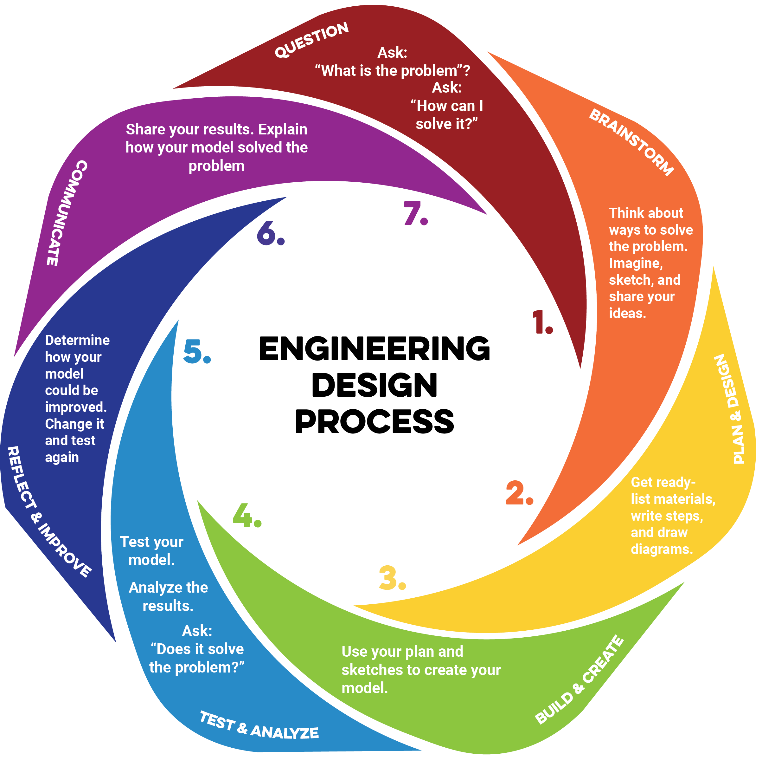 ENGINEERING
DESIGN
PROCESS
1.
QUESTION
Ask:
“What is the problem”?
Ask:
“How can I
solve it?”
2.
BRAINSTORM
Think about
ways to solve
the problem.
Imagine,
sketch, and
share your
ideas.
3.
PLAN & DESIGN
Get ready-
list materials,
write steps,
and draw
diagrams.
4.
BUILD & CREATE
Use your plan and
sketches to create your
model.
5.
TEST & ANALYZE
Test your
model.
Analyze the
results.
Ask:
“Does it solve
the problem?”
6.
REFLECT & IMPROVE
Determine
how your
model
could be
improved.
Change it
and test
again
7.
COMMUNICATE
Share your results. Explain
how your model solved the
problem